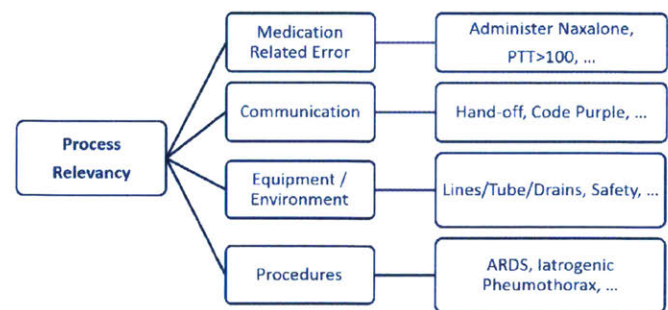 Medication
Related Error
Administer Naxalone,
PTT>100, ...
Communication
Hand-off, Code Purple, ...
Process
Relevancy
Equipment /
Environment
Lines/Tube/Drains, Safety, ...
Procedures
ARDS, Iatrogenic
Pheumothorax, ...